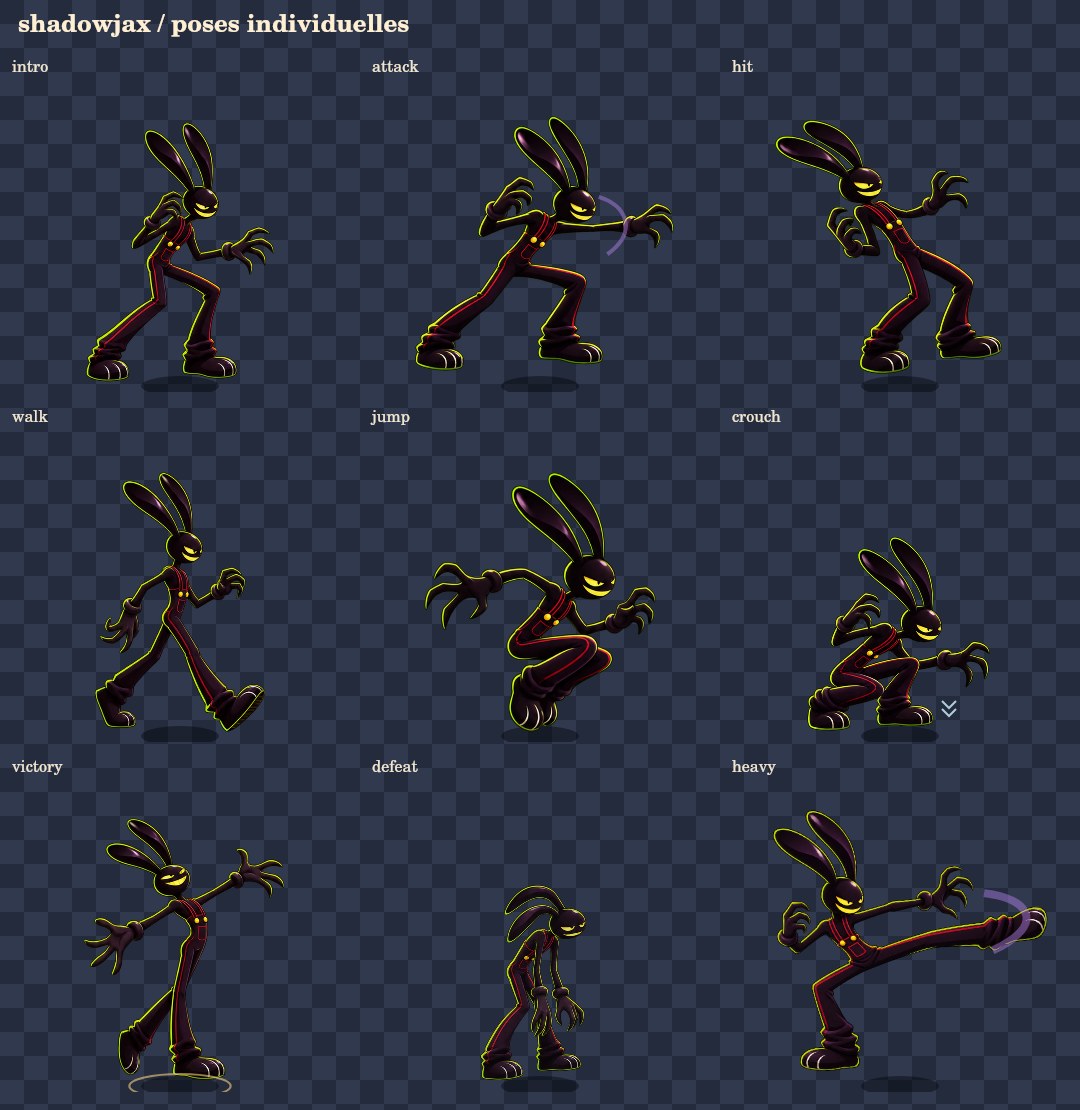 shadowjax / poses individuelles
intro
attack
hit
walk
jump
crouch
victory
defeat
heavy